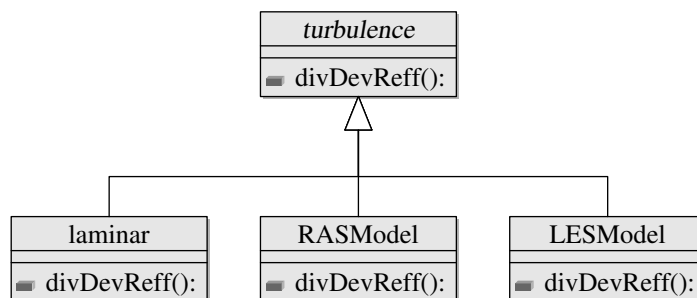 turbulence
divDevReff():
laminar
RASModel
LESModel
divDevReff():
divDevReff():
divDevReff():